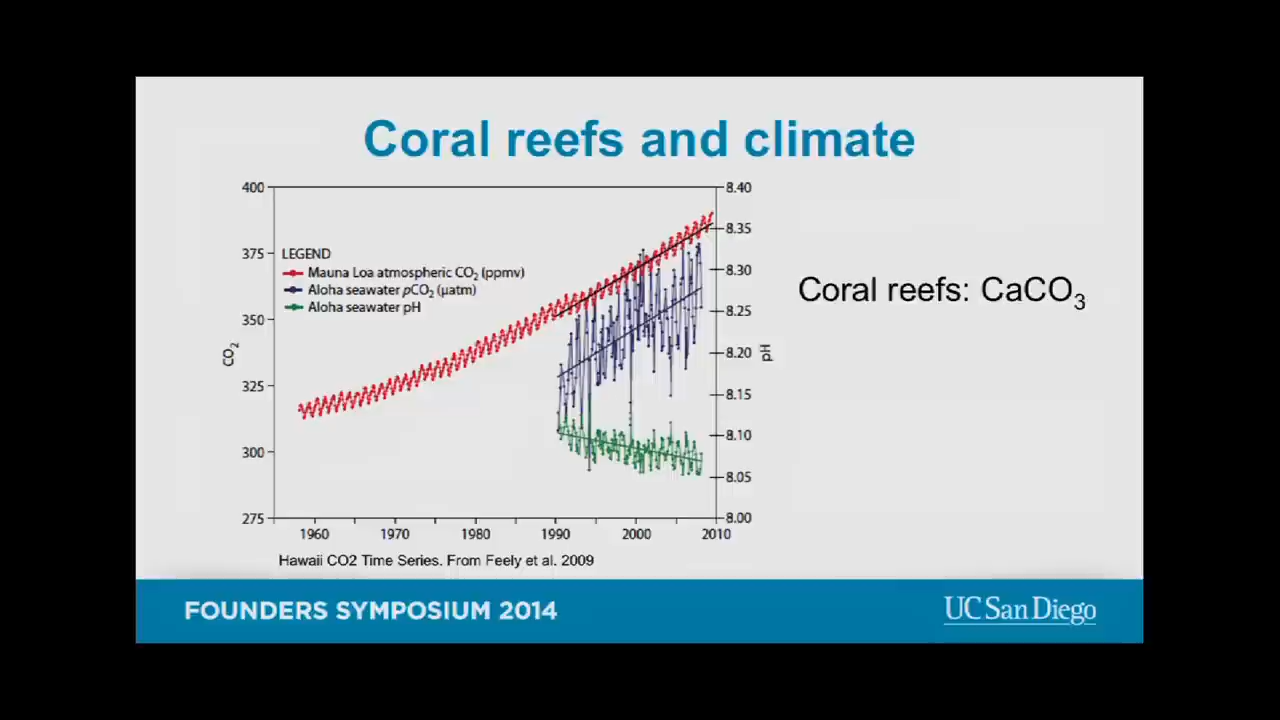 Coral reefs and climate
400
375
350
325
300
275
CO₂
LEGEND
Mauna Loa atmospheric CO₂ (ppmv)
Aloha seawater pCO₂ (µatm)
Aloha seawater pH
8.40
8.35
8.30
8.25
8.20
8.15
8.10
8.05
8.00
pH
1960 1970 1980 1990 2000 2010
Hawaii CO2 Time Series. From Feely et al. 2009
Coral reefs: CaCO₃
FOUNDERS SYMPOSIUM 2014
UC San Diego